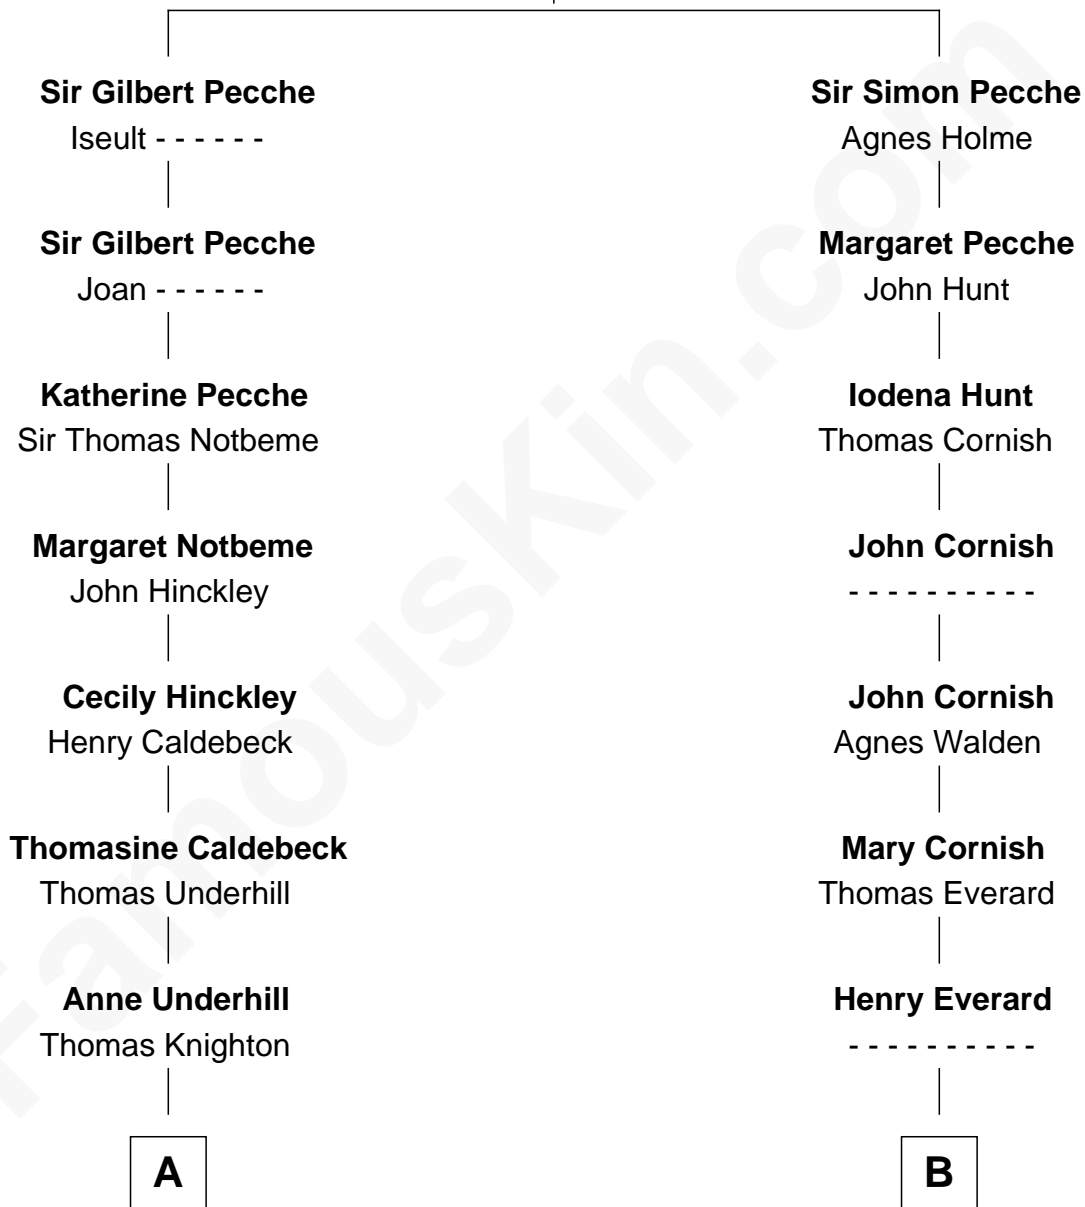 Sir Gilbert Pecche
Iseult - - - - - -
Sir Gilbert Pecche
Joan - - - - - -
Katherine Pecche
Sir Thomas Notbeme
Margaret Notbeme
John Hinckley
Cecily Hinckley
Henry Caldebeck
Thomasine Caldebeck
Thomas Underhill
Anne Underhill
Thomas Knighton
A
Sir Simon Pecche
Agnes Holme
Margaret Pecche
John Hunt
Iodena Hunt
Thomas Cornish
John Cornish
- - - - - - - - - -
John Cornish
Agnes Walden
Mary Cornish
Thomas Everard
Henry Everard
- - - - - - - - - -
B
FamousKin.com